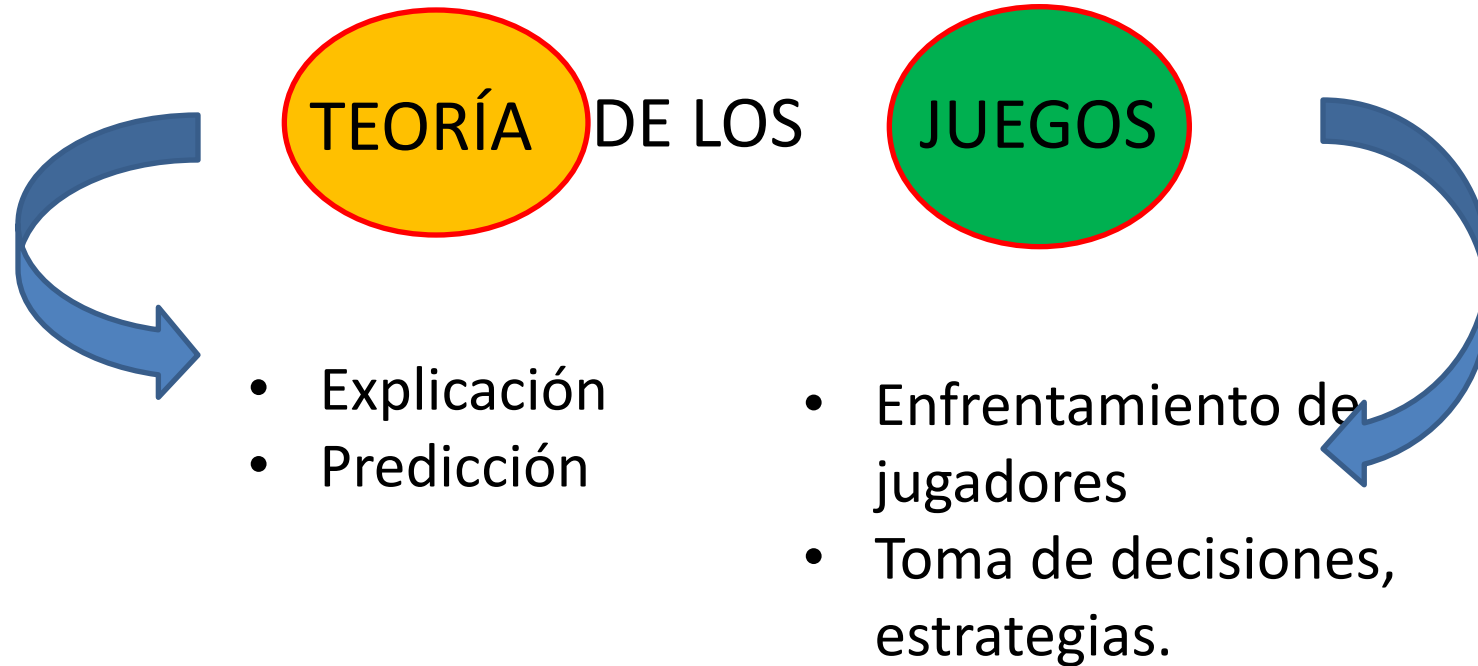 TEORÍA DE LOS JUEGOS
• Explicación
• Predicción
• Enfrentamiento de
jugadores
• Toma de decisiones,
estrategias.